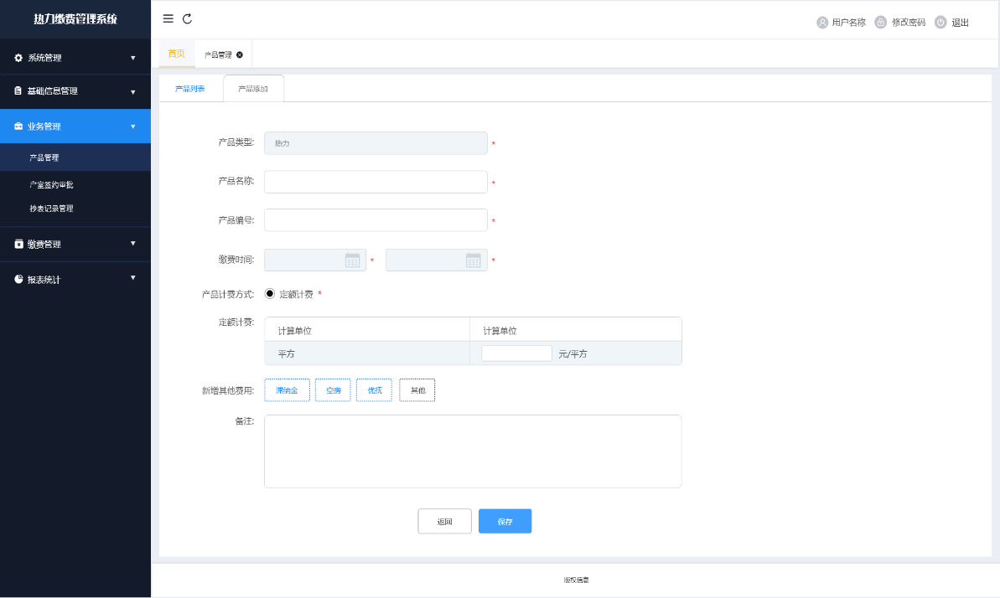 热力缴费管理系统
用户名称 修改密码 退出
系统管理
基础信息管理
业务管理
产品管理
户室签约审批
抄表记录管理
缴费管理
报表统计
首页 产品管理
产品列表 产品添加
产品类型: 热力 *
产品名称: *
产品编号: *
缴费时间: * *
产品计费方式: 定额计费 *
定额计费: 计算单位 计算单位
平方 元/平方
新增其他费用: 滞纳金 空房 优抚 其他
备注:
返回 保存
版权信息